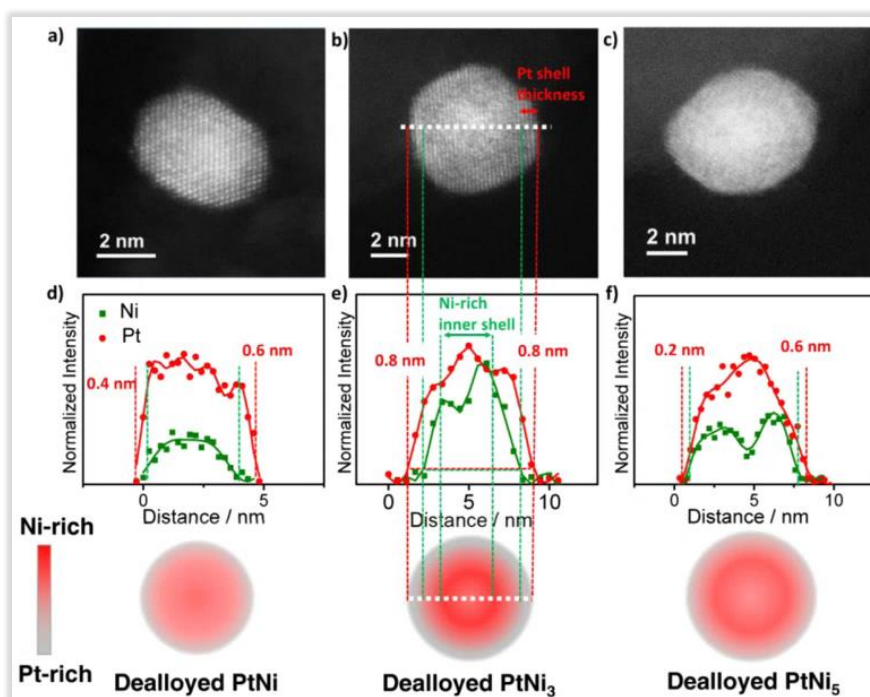 a)
b)
c)
Pt shell
thickness
2 nm
2 nm
2 nm
d)
e)
f)
Ni
Pt
Ni-rich
inner shell
0.4 nm
0.6 nm
0.8 nm
0.8 nm
0.2 nm
0.6 nm
Normalized Intensity
Normalized Intensity
Normalized Intensity
0 5
0 5 10
0 5 10
Distance / nm
Distance / nm
Distance / nm
Ni-rich
Pt-rich
Dealloyed PtNi
Dealloyed PtNi₃
Dealloyed PtNi₅